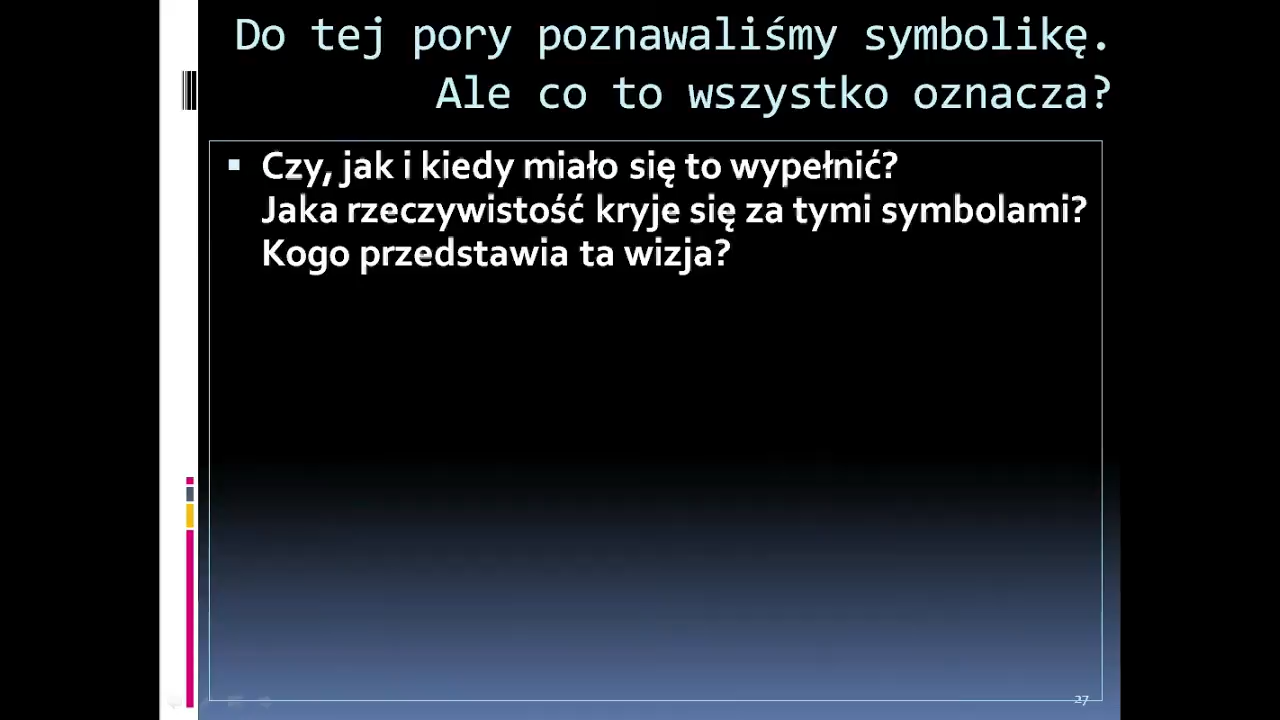 Do tej pory poznawaliśmy symbolikę.
Ale co to wszystko oznacza?
Czy, jak i kiedy miało się to wypełnić?
Jaka rzeczywistość kryje się za tymi symbolami?
Kogo przedstawia ta wizja?
27